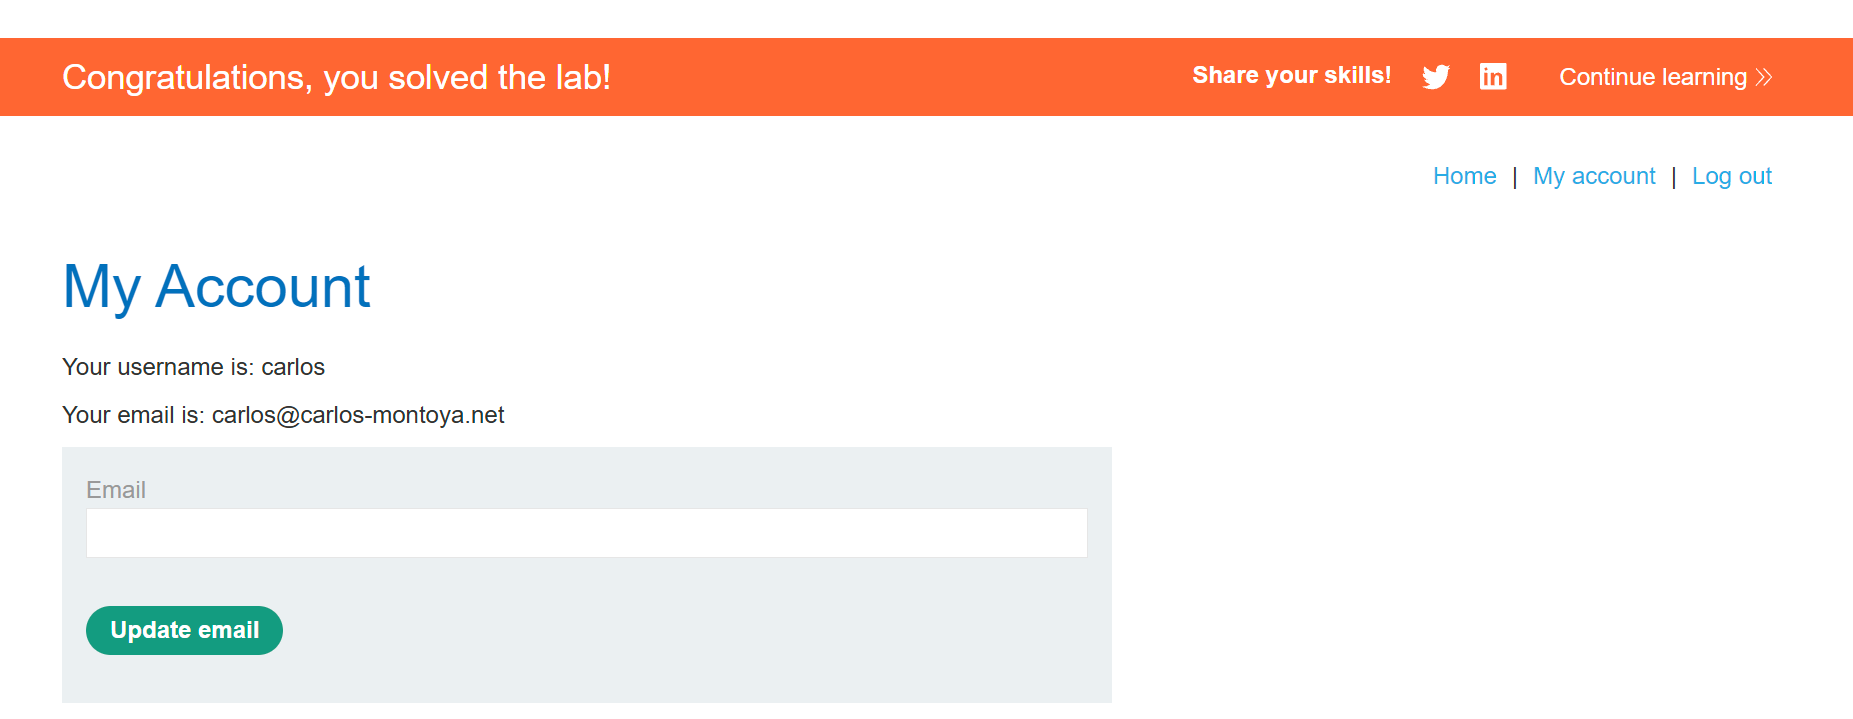 Congratulations, you solved the lab!
Share your skills!
in
Continue learning
Home | My account | Log out
My Account
Your username is: carlos
Your email is: carlos@carlos-montoya.net
Email
Update email